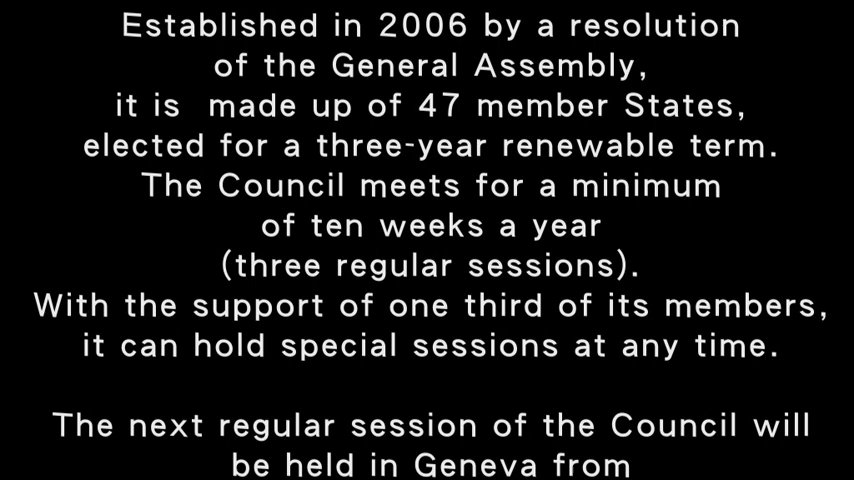 Established in 2006 by a resolution
of the General Assembly,
it is  made up of 47 member States,
elected for a three-year renewable term.
The Council meets for a minimum
of ten weeks a year
(three regular sessions).
With the support of one third of its members,
it can hold special sessions at any time.
The next regular session of the Council will
be held in Geneva from